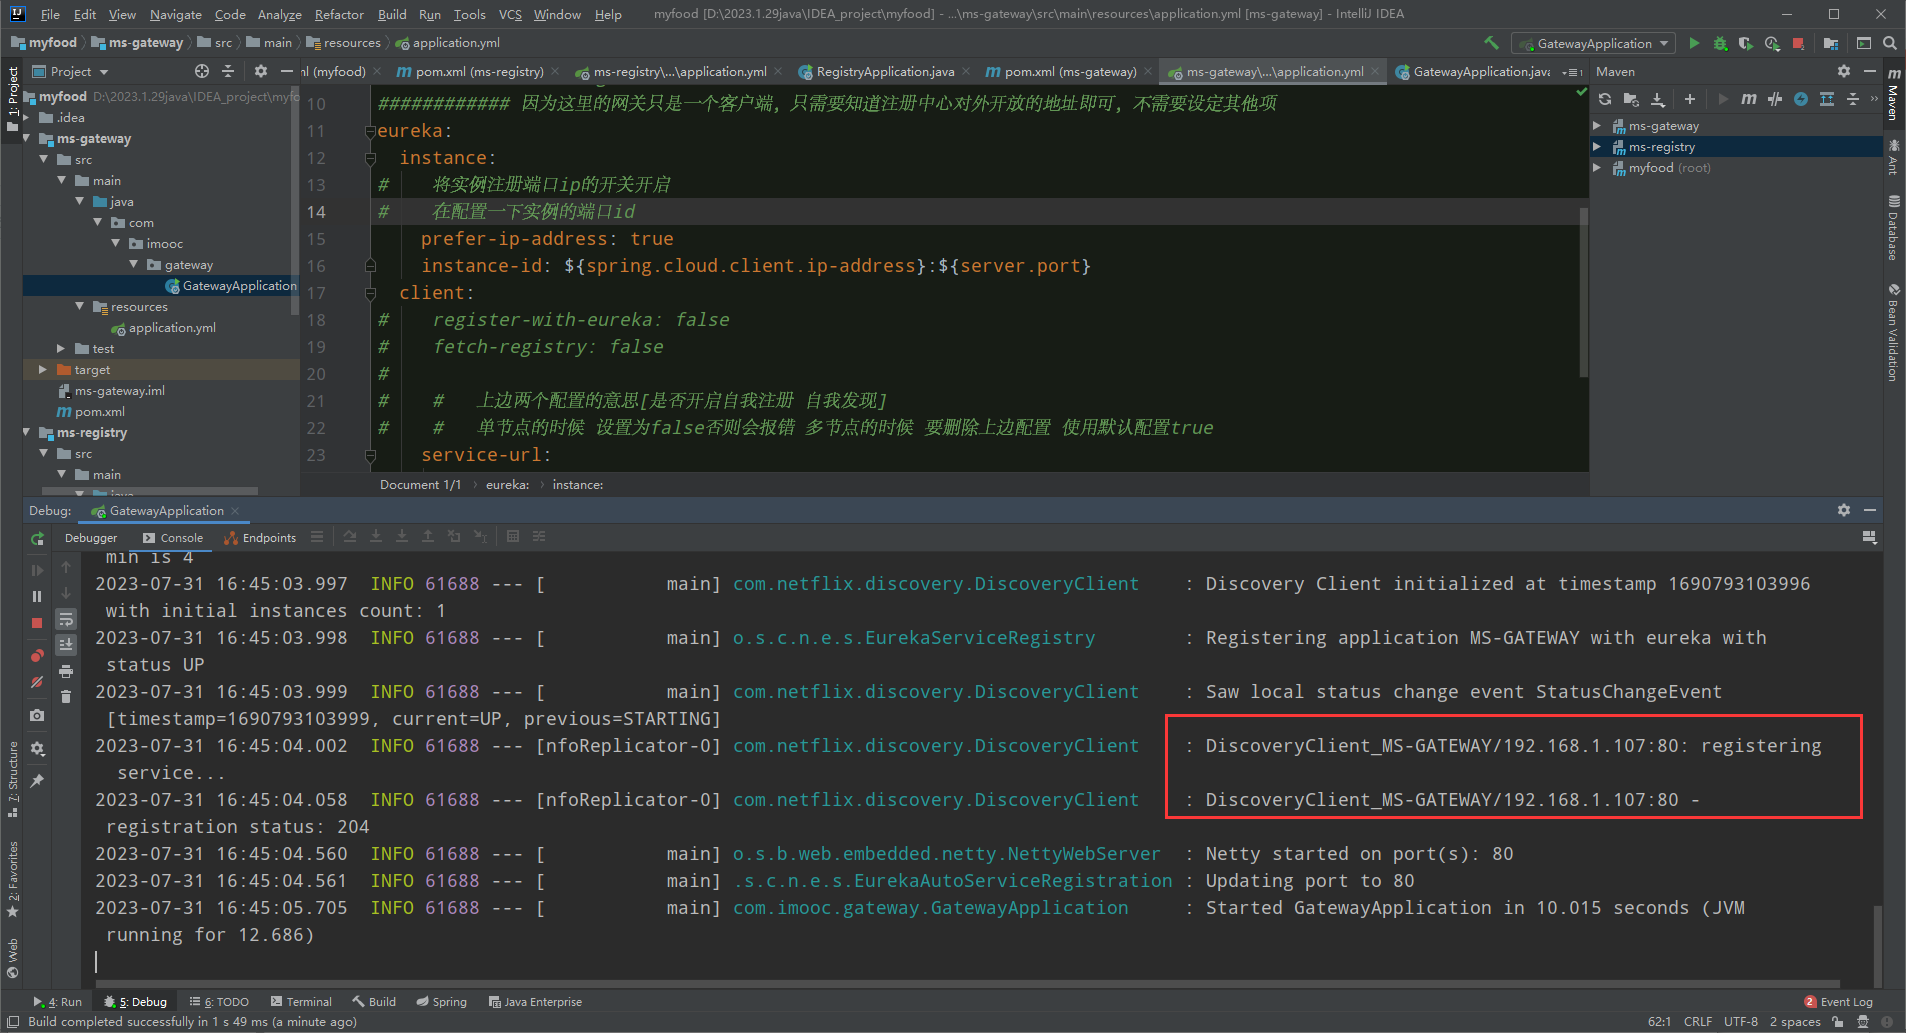 File Edit View Navigate Code Analyze Refactor Build Run Tools VCS Window Help myfood [D:\2023.1.29java\IDEA_project\myfood] - ...\ms-gateway\src\main\resources\application.yml [ms-gateway] - IntelliJ IDEA
myfood ms-gateway src main resources application.yml GatewayApplication
Project ml (myfood) pom.xml (ms-registry) ms-registry\...\application.yml RegistryApplication.java pom.xml (ms-gateway) ms-gateway\...\application.yml GatewayApplication.java Maven
1: Project
myfood D:\2023.1.29java\IDEA_project\myfo
.idea
ms-gateway
src
main
java
com
imooc
gateway
GatewayApplication
resources
application.yml
test
target
ms-gateway.iml
pom.xml
ms-registry
src
main
java
10 ############ 因为这里的网关只是一个客户端，只需要知道注册中心对外开放的地址即可，不需要设定其他项
11 eureka:
12 instance:
13 # 将实例注册端口ip的开关开启
14 # 在配置一下实例的端口id
15 prefer-ip-address: true
16 instance-id: ${spring.cloud.client.ip-address}:${server.port}
17 client:
18 # register-with-eureka: false
19 # fetch-registry: false
20 #
21 # # 上边两个配置的意思[是否开启自我注册 自我发现]
22 # # 单节点的时候 设置为false否则会报错 多节点的时候 要删除上边配置 使用默认配置true
23 service-url:
Document 1/1 eureka: instance:
ms-gateway
ms-registry
myfood (root)
Maven
Ant
Database
Bean Validation
Debug: GatewayApplication
Debugger Console Endpoints
min is 4
2023-07-31 16:45:03.997 INFO 61688 --- [ main] com.netflix.discovery.DiscoveryClient : Discovery Client initialized at timestamp 1690793103996
with initial instances count: 1
2023-07-31 16:45:03.998 INFO 61688 --- [ main] o.s.c.n.e.s.EurekaServiceRegistry : Registering application MS-GATEWAY with eureka with
status UP
2023-07-31 16:45:03.999 INFO 61688 --- [ main] com.netflix.discovery.DiscoveryClient : Saw local status change event StatusChangeEvent
[timestamp=1690793103999, current=UP, previous=STARTING]
2023-07-31 16:45:04.002 INFO 61688 --- [nfoReplicator-0] com.netflix.discovery.DiscoveryClient : DiscoveryClient_MS-GATEWAY/192.168.1.107:80: registering
service...
2023-07-31 16:45:04.058 INFO 61688 --- [nfoReplicator-0] com.netflix.discovery.DiscoveryClient : DiscoveryClient_MS-GATEWAY/192.168.1.107:80 -
registration status: 204
2023-07-31 16:45:04.560 INFO 61688 --- [ main] o.s.b.web.embedded.netty.NettyWebServer : Netty started on port(s): 80
2023-07-31 16:45:04.561 INFO 61688 --- [ main] .s.c.n.e.s.EurekaAutoServiceRegistration : Updating port to 80
2023-07-31 16:45:05.705 INFO 61688 --- [ main] com.imooc.gateway.GatewayApplication : Started GatewayApplication in 10.015 seconds (JVM
running for 12.686)
7: Structure
2: Favorites
Web
4: Run 5: Debug 6: TODO Terminal Build Spring Java Enterprise 2 Event Log
Build completed successfully in 1 s 49 ms (a minute ago) 62:1 CRLF UTF-8 2 spaces